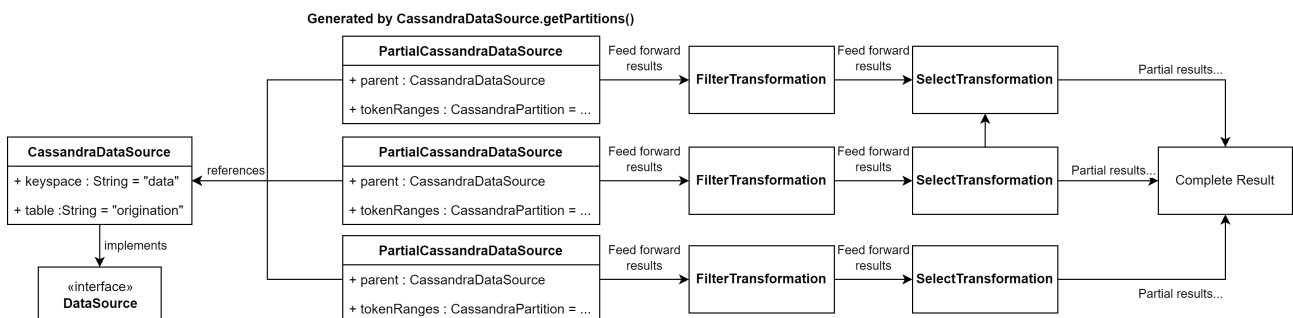 Generated by CassandraDataSource.getPartitions()
PartialCassandraDataSource
+ parent : CassandraDataSource
+ tokenRanges : CassandraPartition = ...
Feed forward
results
FilterTransformation
Feed forward
results
SelectTransformation
Partial results...
CassandraDataSource
+ keyspace : String = "data"
+ table :String = "origination"
references
PartialCassandraDataSource
+ parent : CassandraDataSource
+ tokenRanges : CassandraPartition = ...
Feed forward
results
FilterTransformation
Feed forward
results
SelectTransformation
Partial results...
Complete Result
implements
«interface»
DataSource
PartialCassandraDataSource
+ parent : CassandraDataSource
+ tokenRanges : CassandraPartition = ...
Feed forward
results
FilterTransformation
Feed forward
results
SelectTransformation
Partial results...